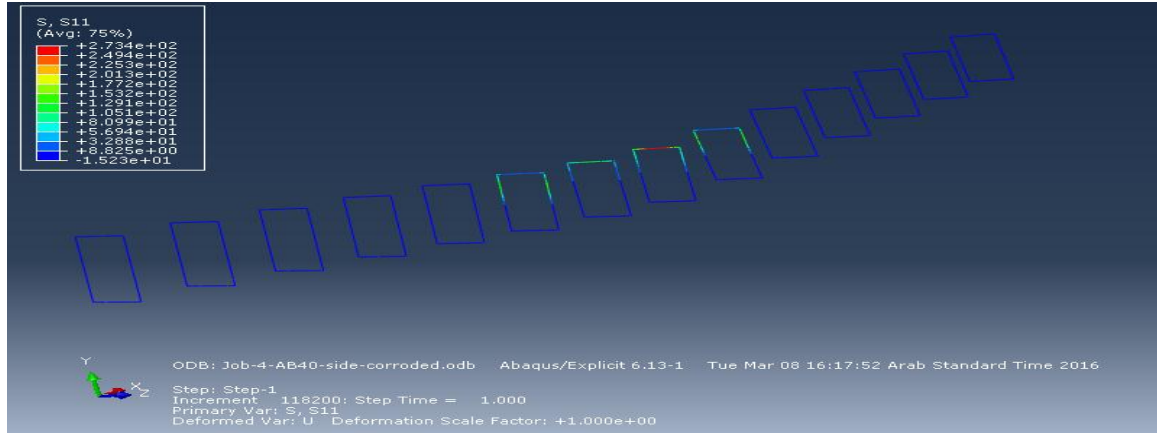 S, S11
(Avg: 75%)
+2.734e+02
+2.494e+02
+2.253e+02
+2.013e+02
+1.772e+02
+1.532e+02
+1.291e+02
+1.051e+02
+8.099e+01
+5.694e+01
+3.288e+01
+8.825e+00
-1.523e+01
Y
X
Z
ODB: Job-4-AB40-side-corroded.odb Abaqus/Explicit 6.13-1 Tue Mar 08 16:17:52 Arab Standard Time 2016
Step: Step-1
Increment 118200: Step Time = 1.000
Primary Var: S, S11
Deformed Var: U Deformation Scale Factor: +1.000e+00